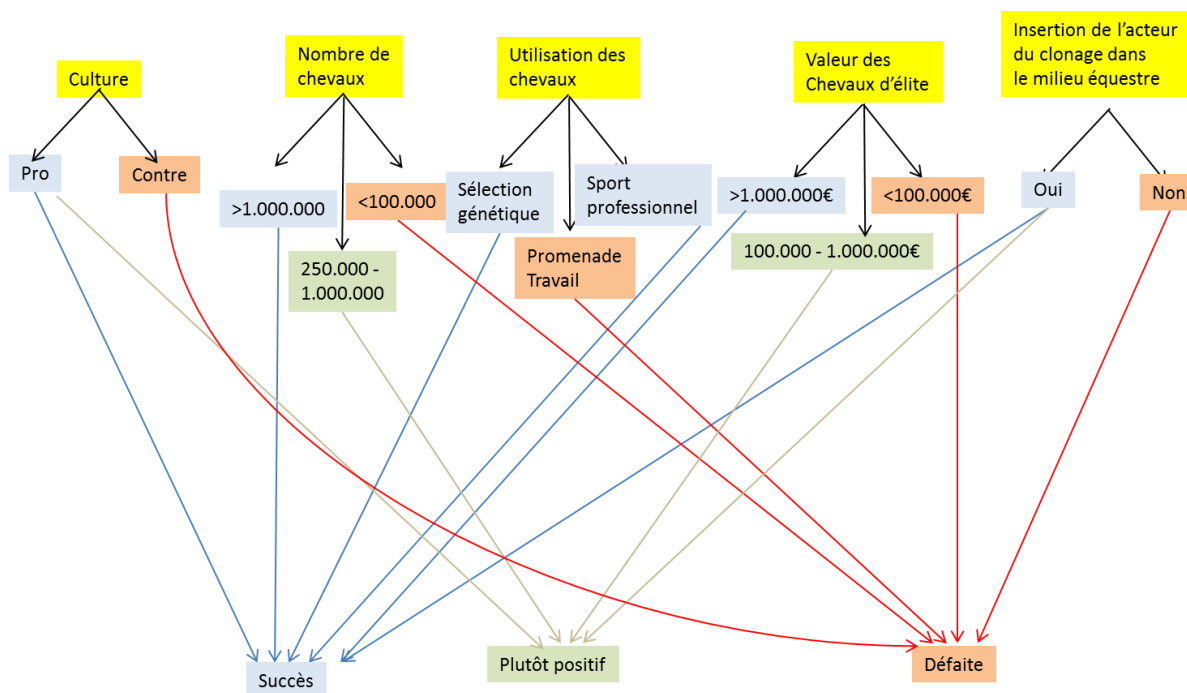 Culture
Nombre de
chevaux
Utilisation des
chevaux
Valeur des
Chevaux d'élite
Insertion de l'acteur
du clonage dans
le milieu équestre
Pro
Contre
>1.000.000
<100.000
250.000 -
1.000.000
Sélection
génétique
Sport
professionnel
Promenade
Travail
>1.000.000€
<100.000€
100.000 - 1.000.000€
Oui
Non
Succès
Plutôt positif
Défaite